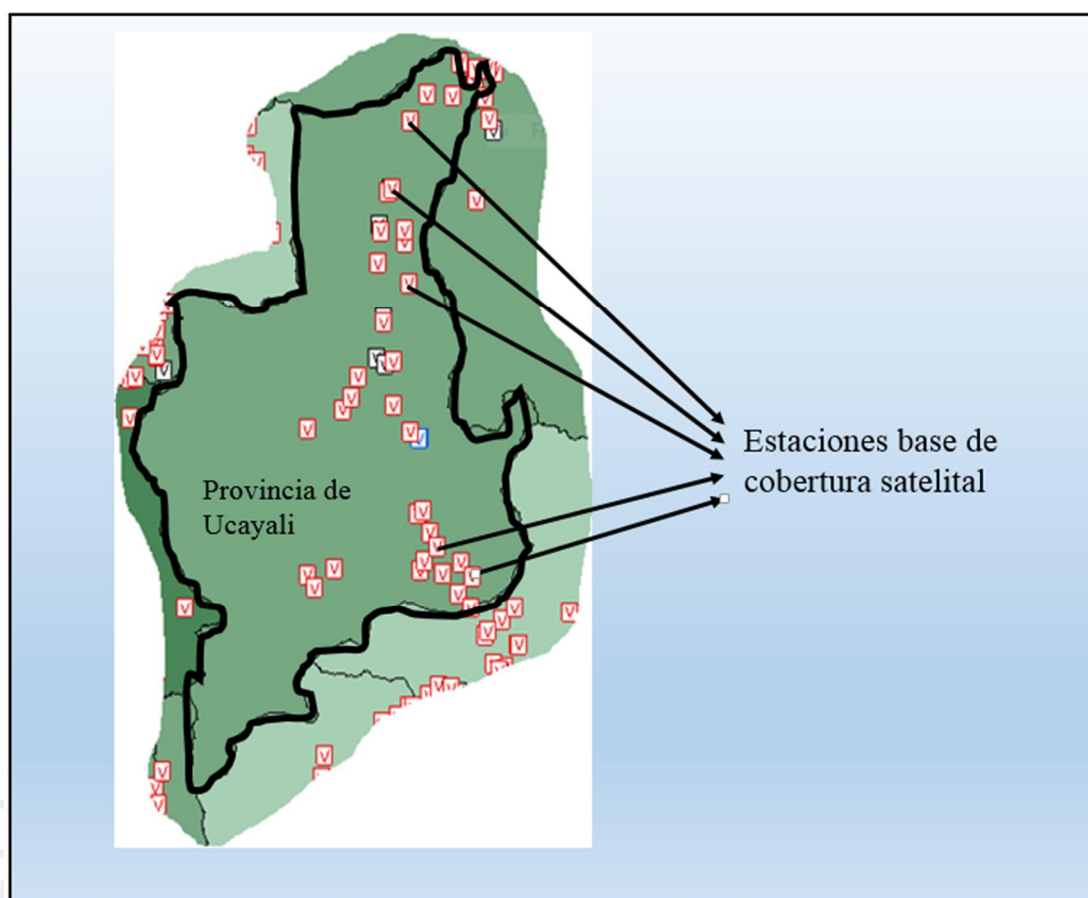 Provincia de
Ucayali
Estaciones base de
cobertura satelital